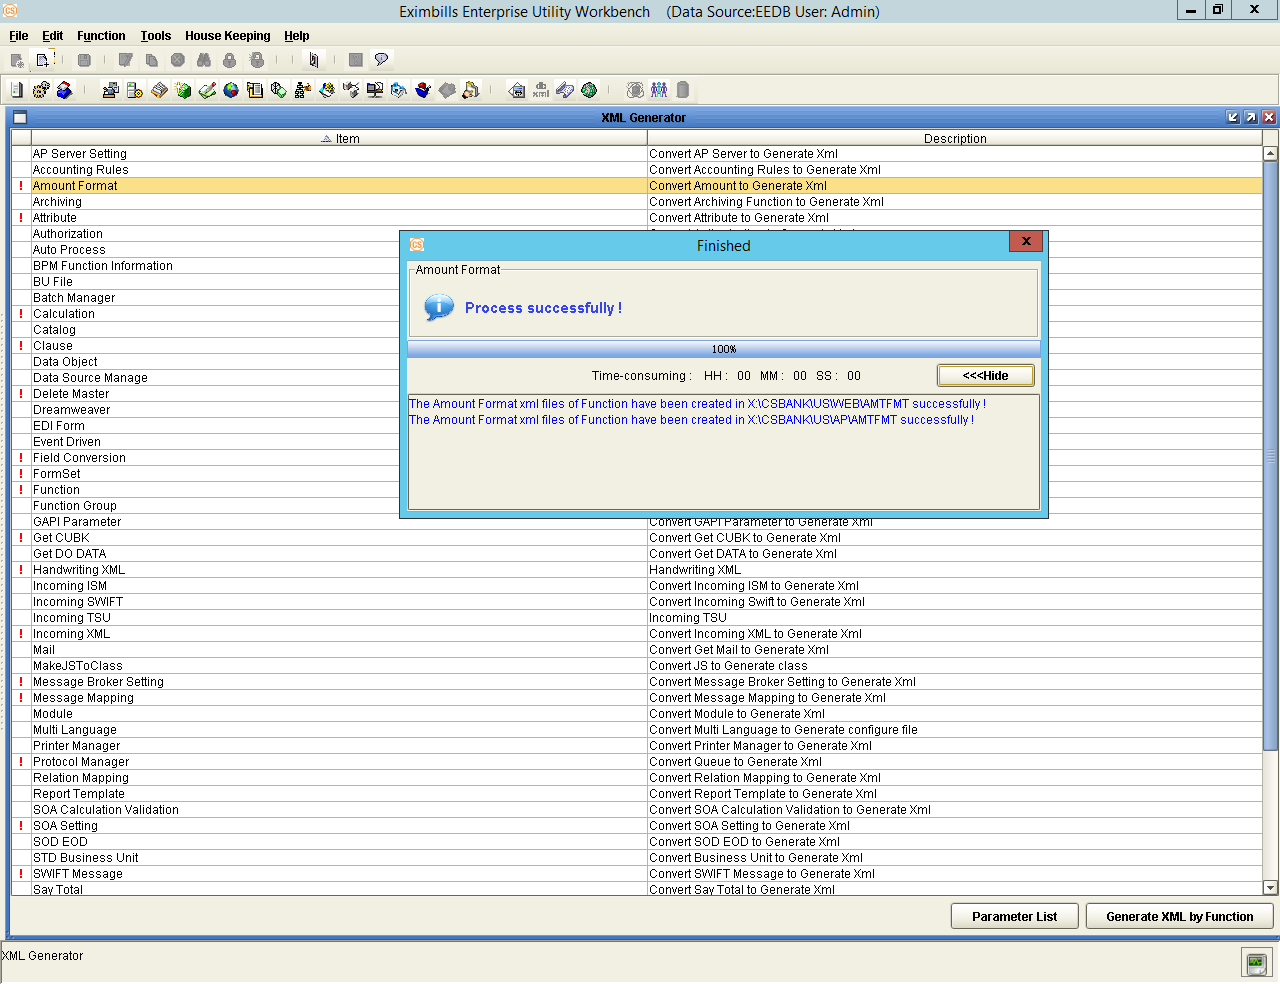 CS
Eximbills Enterprise Utility Workbench (Data Source:EEDB User: Admin)
File Edit Function Tools House Keeping Help
XML Generator
Item Description
AP Server Setting Convert AP Server to Generate Xml
Accounting Rules Convert Accounting Rules to Generate Xml
! Amount Format Convert Amount to Generate Xml
Archiving Convert Archiving Function to Generate Xml
! Attribute Convert Attribute to Generate Xml
Authorization
Auto Process
BPM Function Information
BU File
Batch Manager
! Calculation
Catalog
! Clause
Data Object
Data Source Manage
! Delete Master
Dreamweaver
EDI Form
Event Driven
! Field Conversion
! FormSet
! Function
Function Group
GAPI Parameter Convert GAPI Parameter to Generate Xml
! Get CUBK Convert Get CUBK to Generate Xml
Get DO DATA Convert Get DATA to Generate Xml
! Handwriting XML Handwriting XML
Incoming ISM Convert Incoming ISM to Generate Xml
Incoming SWIFT Convert Incoming Swift to Generate Xml
Incoming TSU Incoming TSU
! Incoming XML Convert Incoming XML to Generate Xml
Mail Convert Get Mail to Generate Xml
MakeJSToClass Convert JS to Generate class
! Message Broker Setting Convert Message Broker Setting to Generate Xml
! Message Mapping Convert Message Mapping to Generate Xml
Module Convert Module to Generate Xml
Multi Language Convert Multi Language to Generate configure file
Printer Manager Convert Printer Manager to Generate Xml
! Protocol Manager Convert Queue to Generate Xml
Relation Mapping Convert Relation Mapping to Generate Xml
Report Template Convert Report Template to Generate Xml
SOA Calculation Validation Convert SOA Calculation Validation to Generate Xml
! SOA Setting Convert SOA Setting to Generate Xml
SOD EOD Convert SOD EOD to Generate Xml
STD Business Unit Convert Business Unit to Generate Xml
! SWIFT Message Convert SWIFT Message to Generate Xml
Say Total Convert Say Total to Generate Xml
CS Finished x
Amount Format
Process successfully !
100%
Time-consuming : HH : 00 MM : 00 SS : 00 <<<Hide
The Amount Format xml files of Function have been created in X:\CSBANK\US\WEB\AMTFMT successfully !
The Amount Format xml files of Function have been created in X:\CSBANK\US\AP\AMTFMT successfully !
Parameter List Generate XML by Function
XML Generator